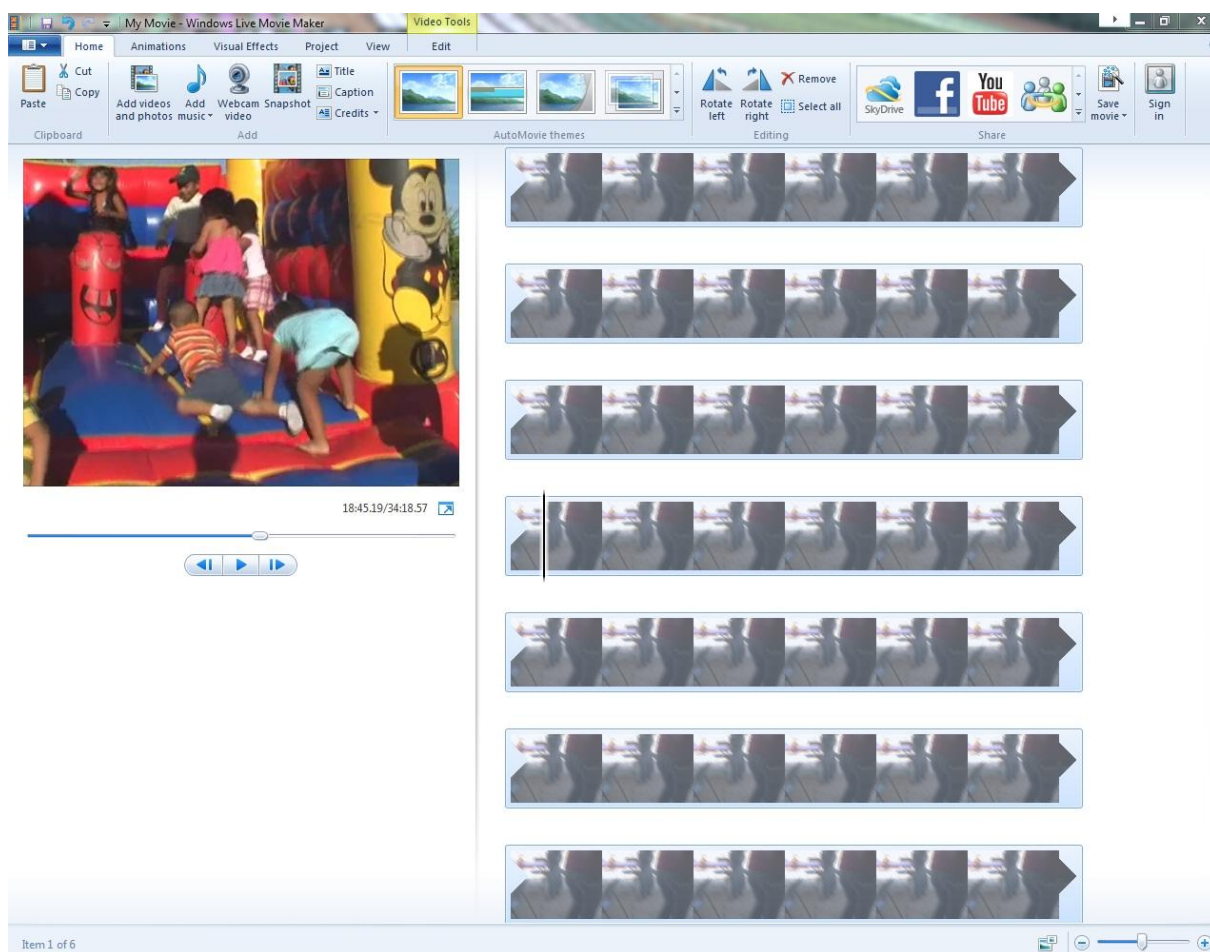 My Movie - Windows Live Movie Maker
Video Tools
Home Animations Visual Effects Project View Edit
Paste
Cut
Copy
Clipboard
Add videos and photos
Add music
Webcam video
Snapshot
Title
Caption
Credits
Add
AutoMovie themes
Rotate left
Rotate right
Remove
Select all
Editing
SkyDrive
f
You Tube
Share
Save movie
Sign in
18:45.19/34:18.57
Item 1 of 6